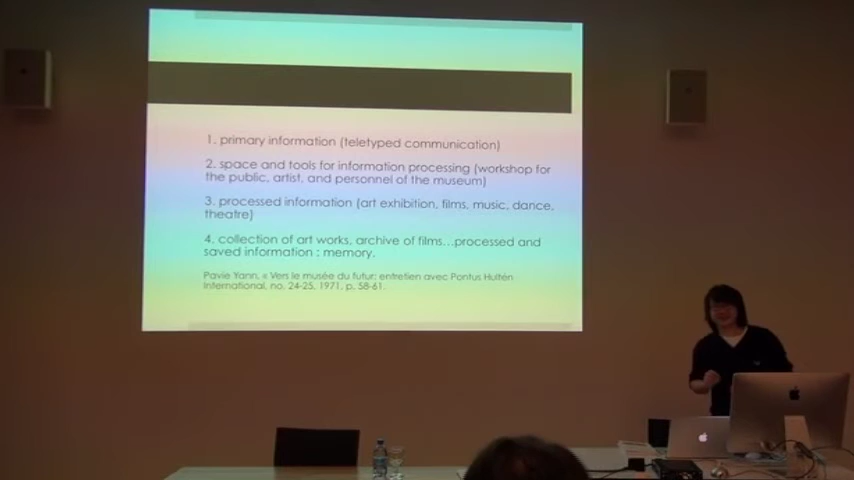 1. primary information (teletyped communication)
2. space and tools for information processing (workshop for
the public, artist, and personnel of the museum)
3. processed information (art exhibition, films, music, dance,
theatre)
4. collection of art works, archive of films...processed and
saved information : memory.
Pavie Yann, « Vers le musée du futur: entretien avec Pontus Hultén
International, no. 24-25, 1971, p. 58-61.